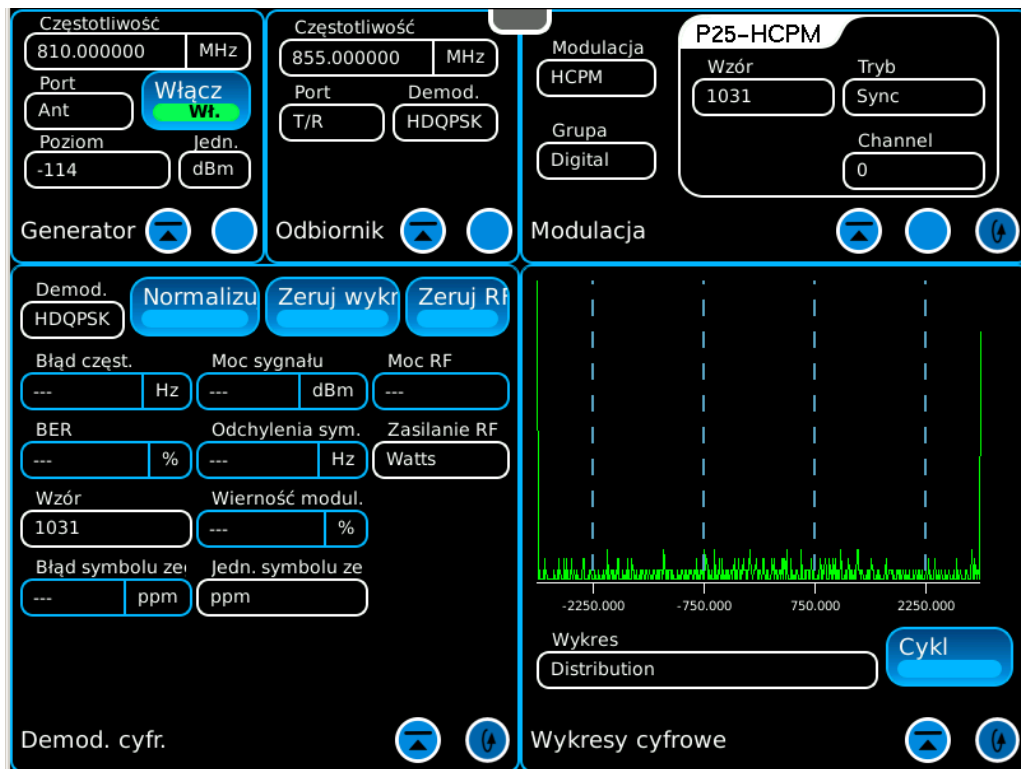 Częstotliwość
810.000000 MHz
Port
Ant
Włącz
Wł.
Poziom Jedn.
-114 dBm
Generator
Częstotliwość
855.000000 MHz
Port Demod.
T/R HDQPSK
Odbiornik
Modulacja
HCPM
Grupa
Digital
P25-HCPM
Wzór Tryb
1031 Sync
Channel
0
Modulacja
Demod.
HDQPSK
Normalizu Zeruj wykr Zeruj RF
Błąd częst. Moc sygnału Moc RF
--- Hz --- dBm ---
BER Odchylenia sym. Zasilanie RF
--- % --- Hz Watts
Wzór Wierność modul.
1031 --- %
Błąd symbolu ze Jedn. symbolu ze
--- ppm ppm
Demod. cyfr.
-2250.000 -750.000 750.000 2250.000
Wykres
Distribution
Cykl
Wykresy cyfrowe